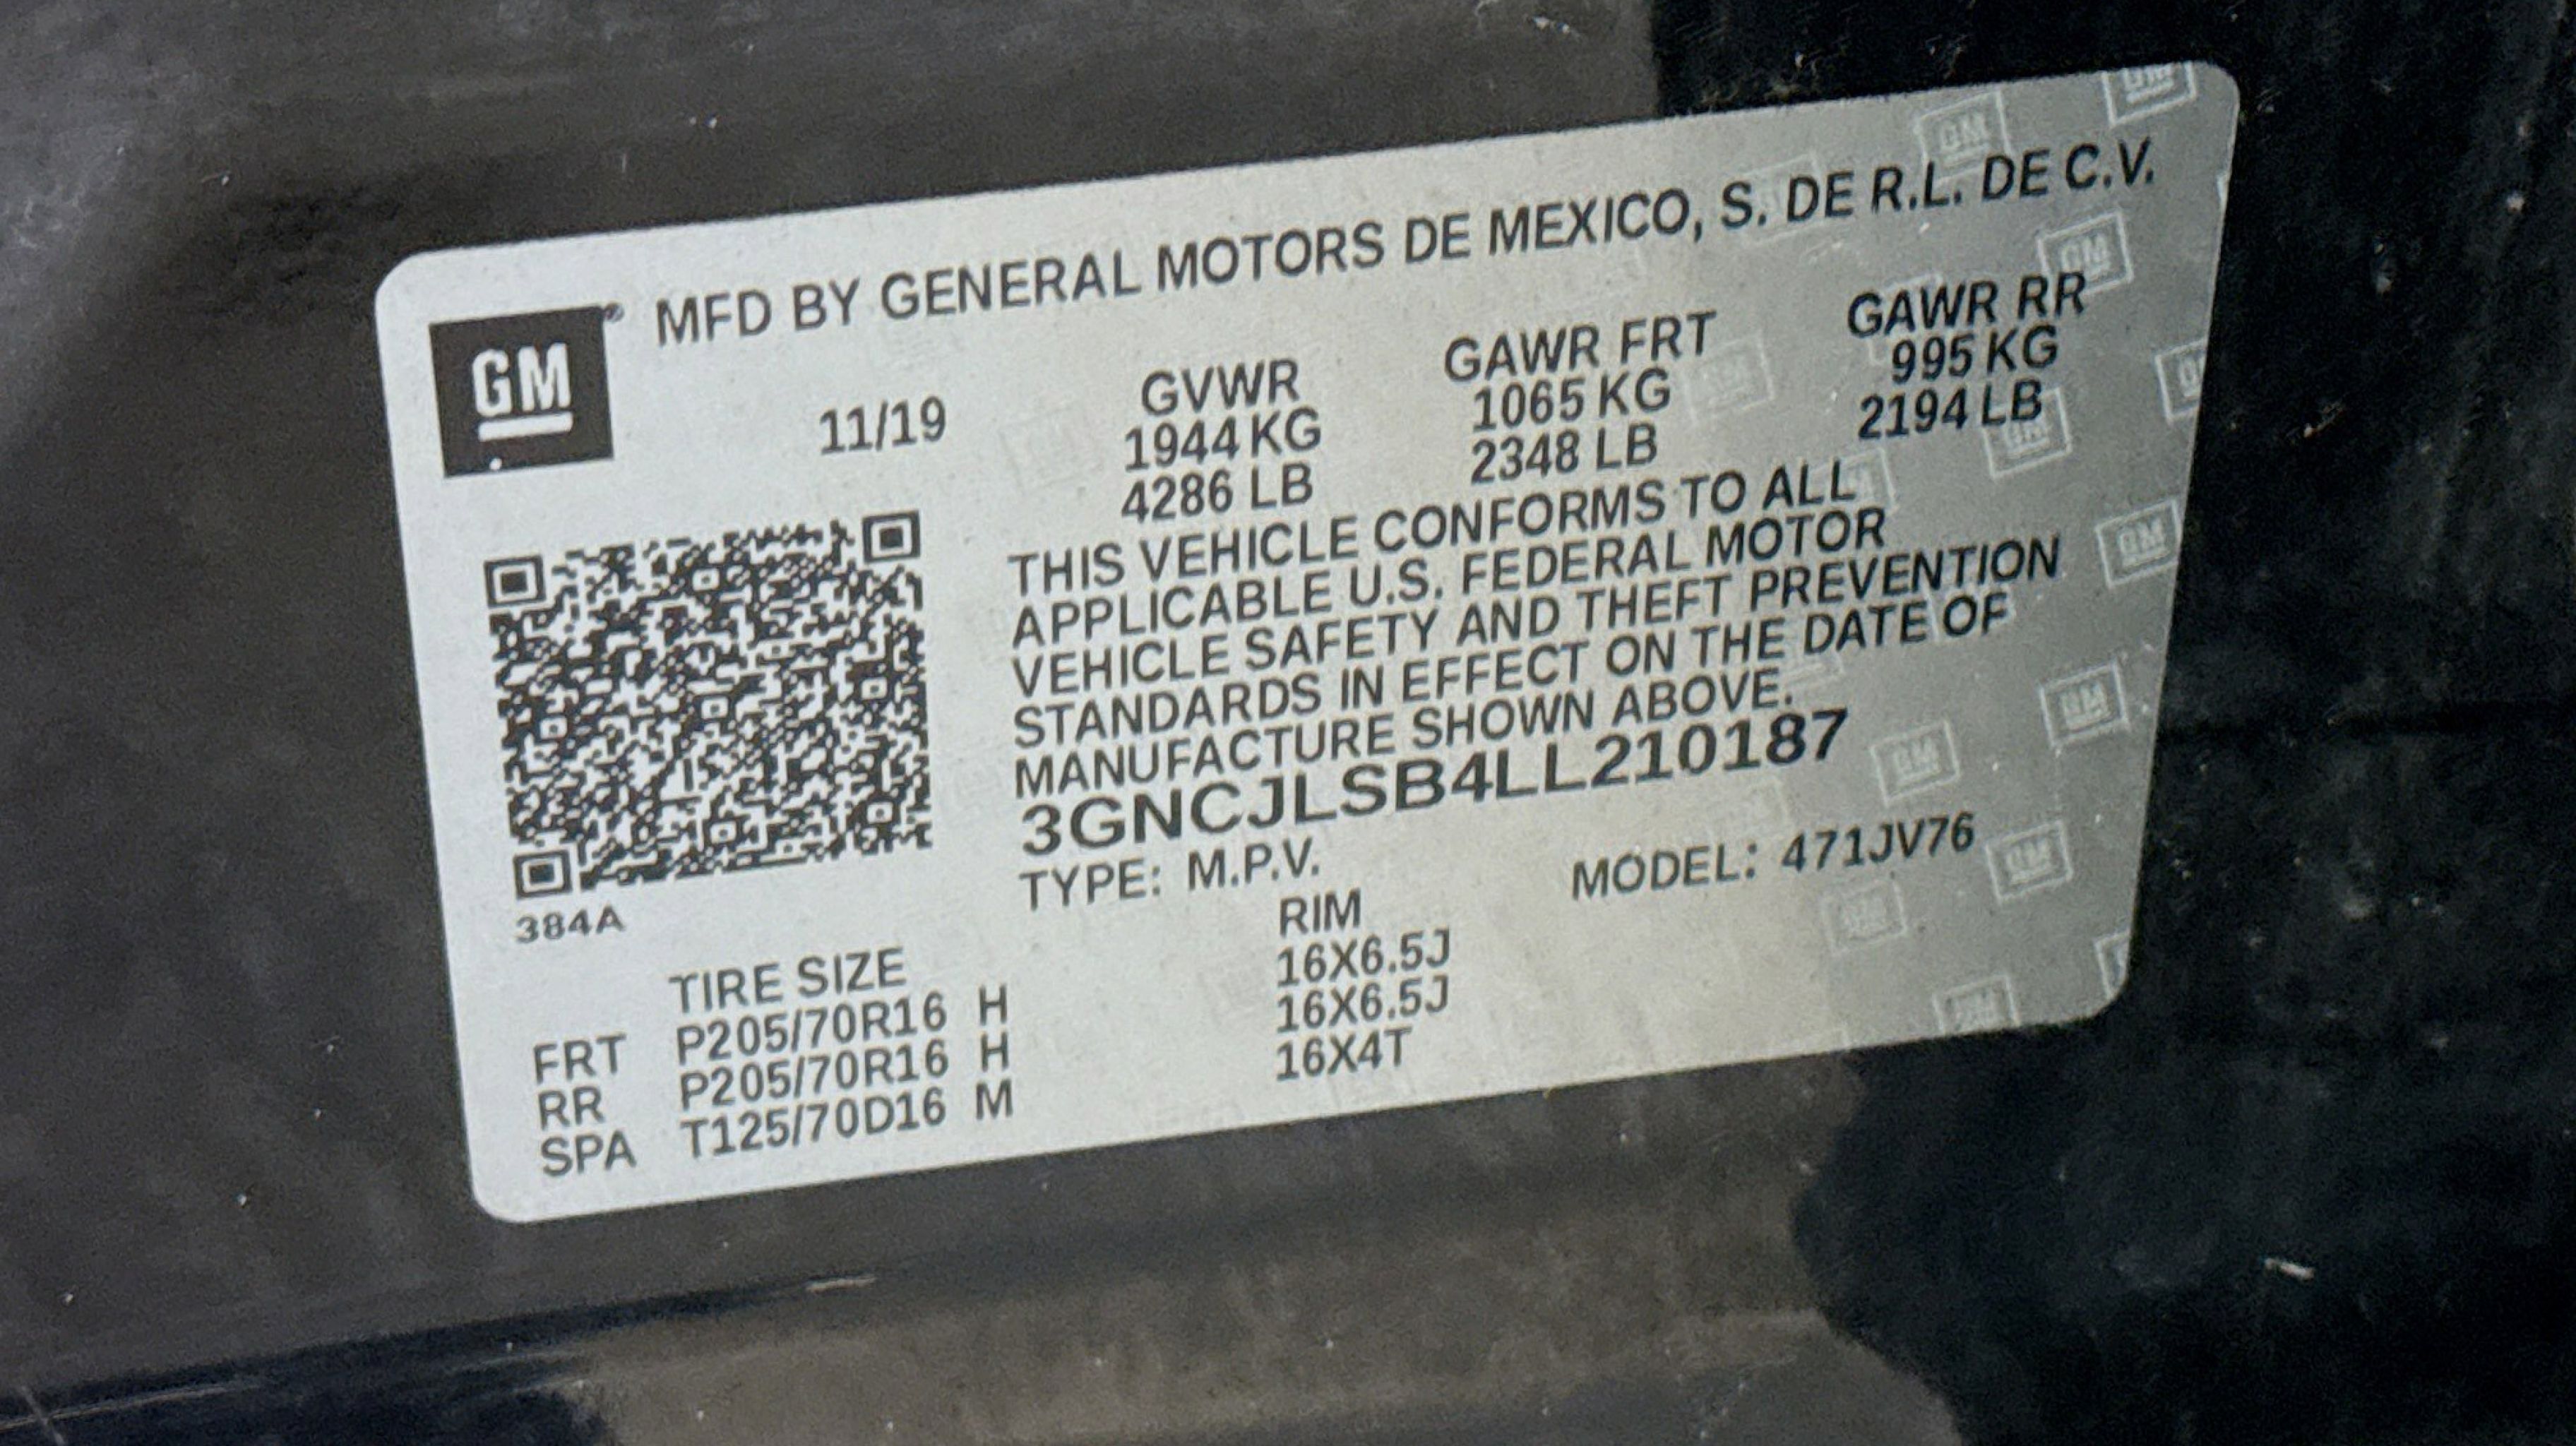 GM
MFD BY GENERAL MOTORS DE MEXICO, S. DE R.L. DE C.V.
11/19 GVWR GAWR FRT GAWR RR
1944 KG 1065 KG 995 KG
4286 LB 2348 LB 2194 LB
THIS VEHICLE CONFORMS TO ALL
APPLICABLE U.S. FEDERAL MOTOR
VEHICLE SAFETY AND THEFT PREVENTION
STANDARDS IN EFFECT ON THE DATE OF
MANUFACTURE SHOWN ABOVE.
3GNCJLSB4LL210187
TYPE: M.P.V. MODEL: 471JV76
384A
TIRE SIZE RIM
FRT P205/70R16 H 16X6.5J
RR P205/70R16 H 16X6.5J
SPA T125/70D16 M 16X4T